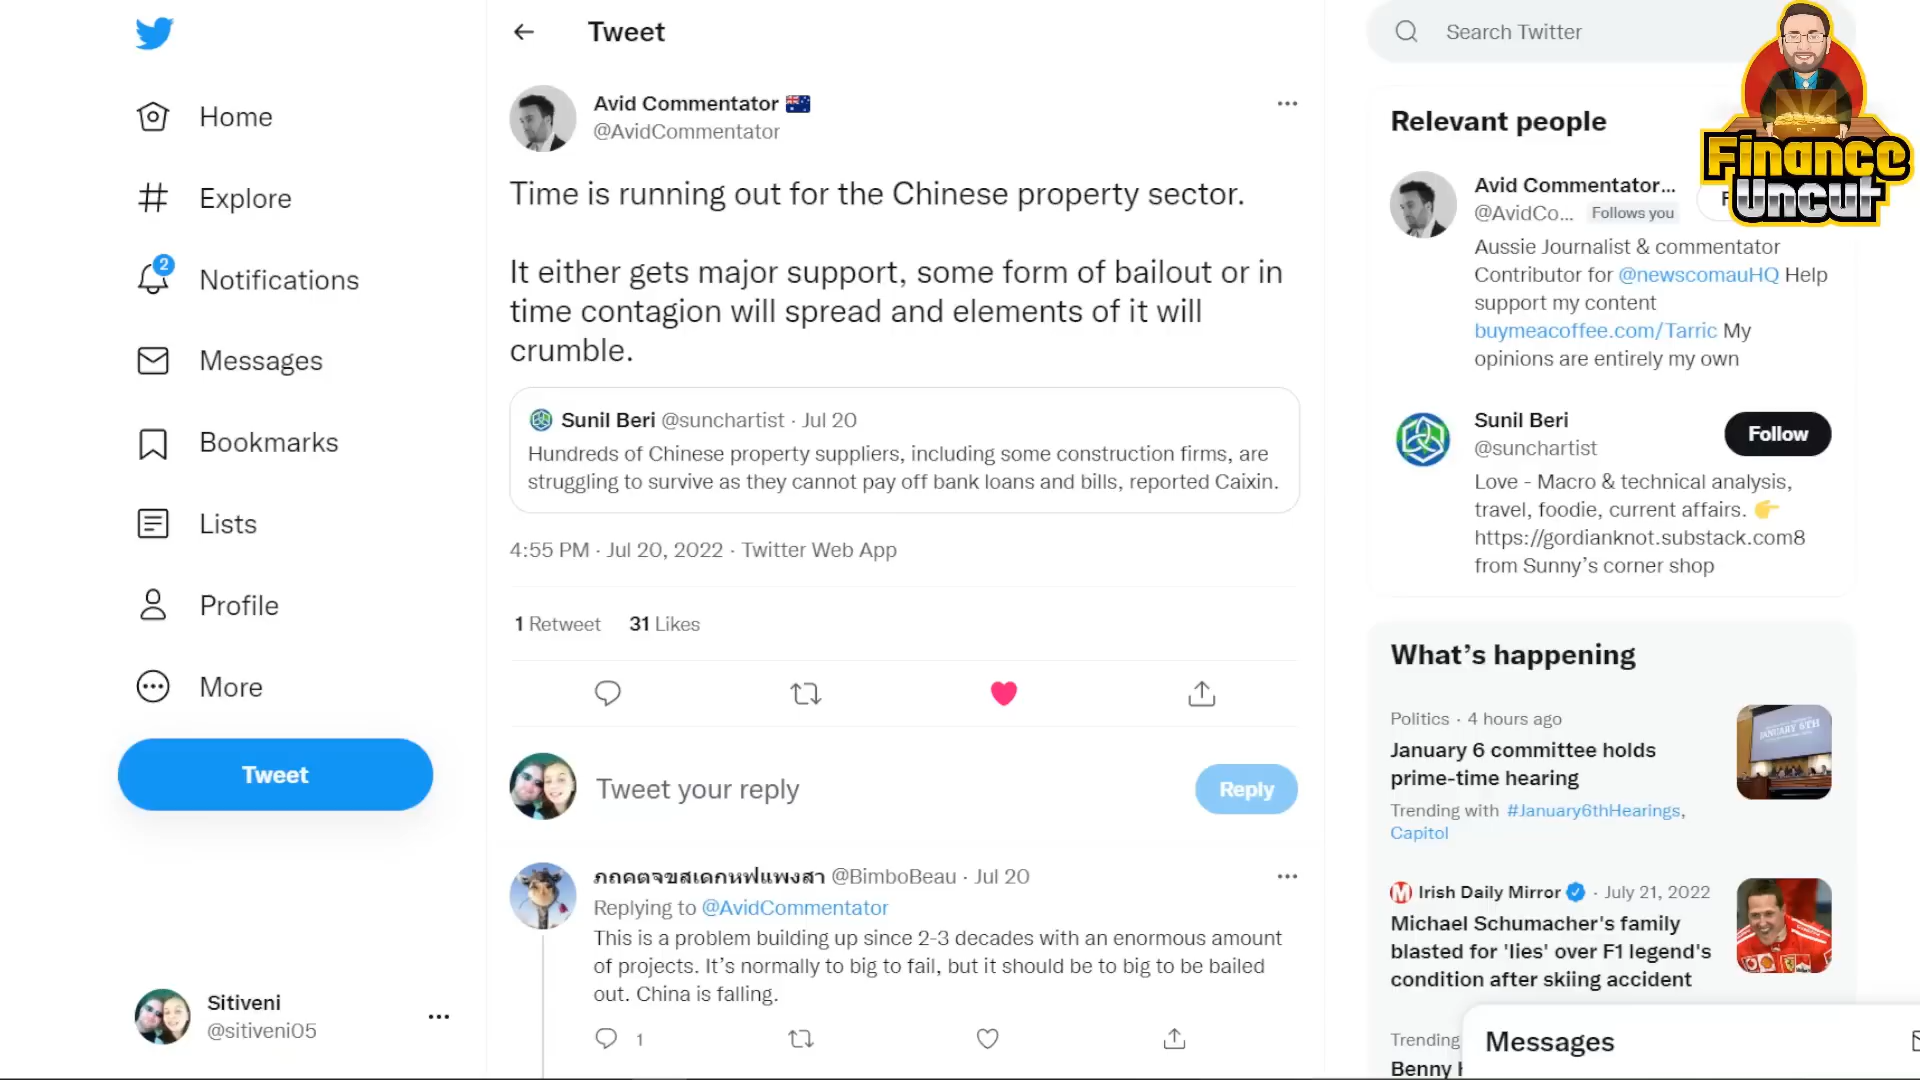 Home
Explore
2
Notifications
Messages
Bookmarks
Lists
Profile
More
Tweet
Sitiveni
@sitiveni05
Tweet
Avid Commentator
@AvidCommentator
Time is running out for the Chinese property sector.
It either gets major support, some form of bailout or in
time contagion will spread and elements of it will
crumble.
Sunil Beri @sunchartist · Jul 20
Hundreds of Chinese property suppliers, including some construction firms, are
struggling to survive as they cannot pay off bank loans and bills, reported Caixin.
4:55 PM · Jul 20, 2022 · Twitter Web App
1 Retweet 31 Likes
Tweet your reply
Reply
@BimboBeau · Jul 20
Replying to @AvidCommentator
This is a problem building up since 2-3 decades with an enormous amount
of projects. It's normally to big to fail, but it should be to big to be bailed
out. China is falling.
1
Search Twitter
Finance
Uncut
Relevant people
Avid Commentator...
@AvidCo... Follows you
Aussie Journalist & commentator
Contributor for @newscomauHQ Help
support my content
buymeacoffee.com/Tarric My
opinions are entirely my own
Sunil Beri
@sunchartist
Follow
Love - Macro & technical analysis,
travel, foodie, current affairs.
https://gordianknot.substack.com8
from Sunny's corner shop
What's happening
Politics · 4 hours ago
January 6 committee holds
prime-time hearing
Trending with #January6thHearings,
Capitol
JANUARY 6TH
Irish Daily Mirror · July 21, 2022
Michael Schumacher's family
blasted for 'lies' over F1 legend's
condition after skiing accident
Trending
Benny
Messages